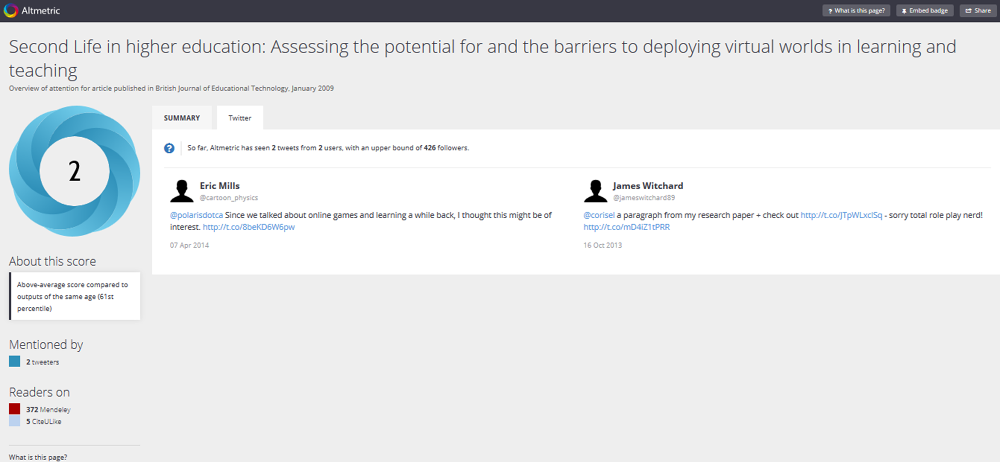 Altmetric
? What is this page?
Embed badge
Share
Second Life in higher education: Assessing the potential for and the barriers to deploying virtual worlds in learning and
teaching
Overview of attention for article published in British Journal of Educational Technology, January 2009
2
SUMMARY
Twitter
? So far, Altmetric has seen 2 tweets from 2 users, with an upper bound of 426 followers.
Eric Mills
@cartoon_physics
@polarisdotca Since we talked about online games and learning a while back, I thought this might be of
interest. http://t.co/8beKD6W6pw
07 Apr 2014
James Witchard
@jameswitchard89
@corisel a paragraph from my research paper + check out http://t.co/JTpWLxclSq - sorry total role play nerd!
http://t.co/mD4iZ1tPRR
16 Oct 2013
About this score
Above-average score compared to
outputs of the same age (61st
percentile)
Mentioned by
2 tweeters
Readers on
372 Mendeley
5 CiteULike
What is this page?